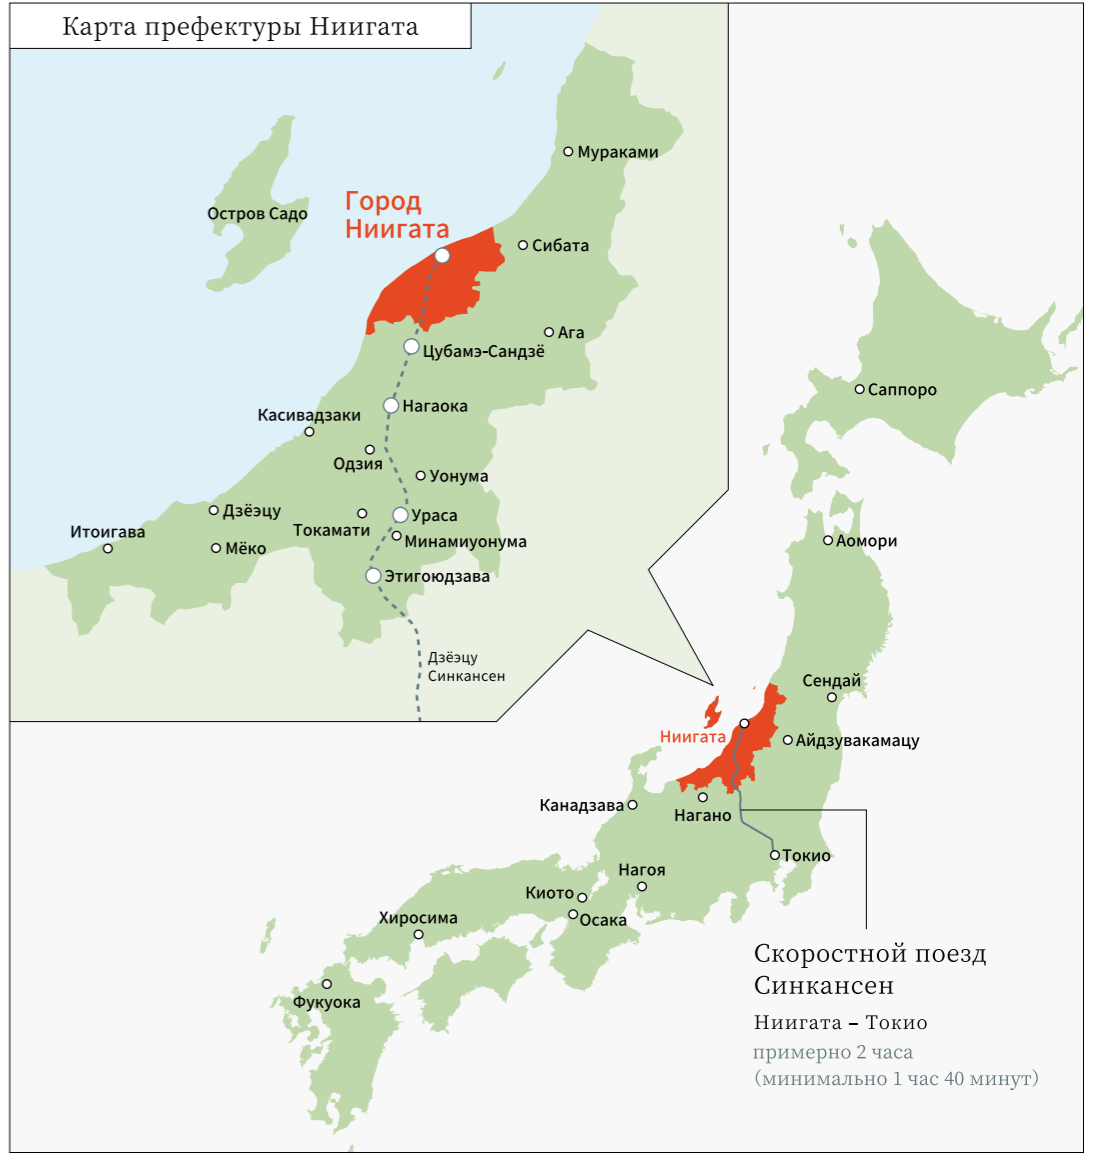 Карта префектуры Ниигата
Мураками
Остров Садо
Город
Ниигата
Сибата
Ага
Цубамэ-Сандзё
Нагаока
Касивадзаки
Одзия
Уонума
Дзёэцу
Токамати
Ураса
Итоигава
Мёко
Минамиуонума
Этигоюдзава
Дзёэцу
Синкансен
Саппоро
Аомори
Сендай
Ниигата
Айдзувакамацу
Канадзава
Нагано
Токио
Нагоя
Киото
Осака
Хиросима
Фукуока
Скоростной поезд
Синкансен
Ниигата – Токио
примерно 2 часа
(минимально 1 час 40 минут)